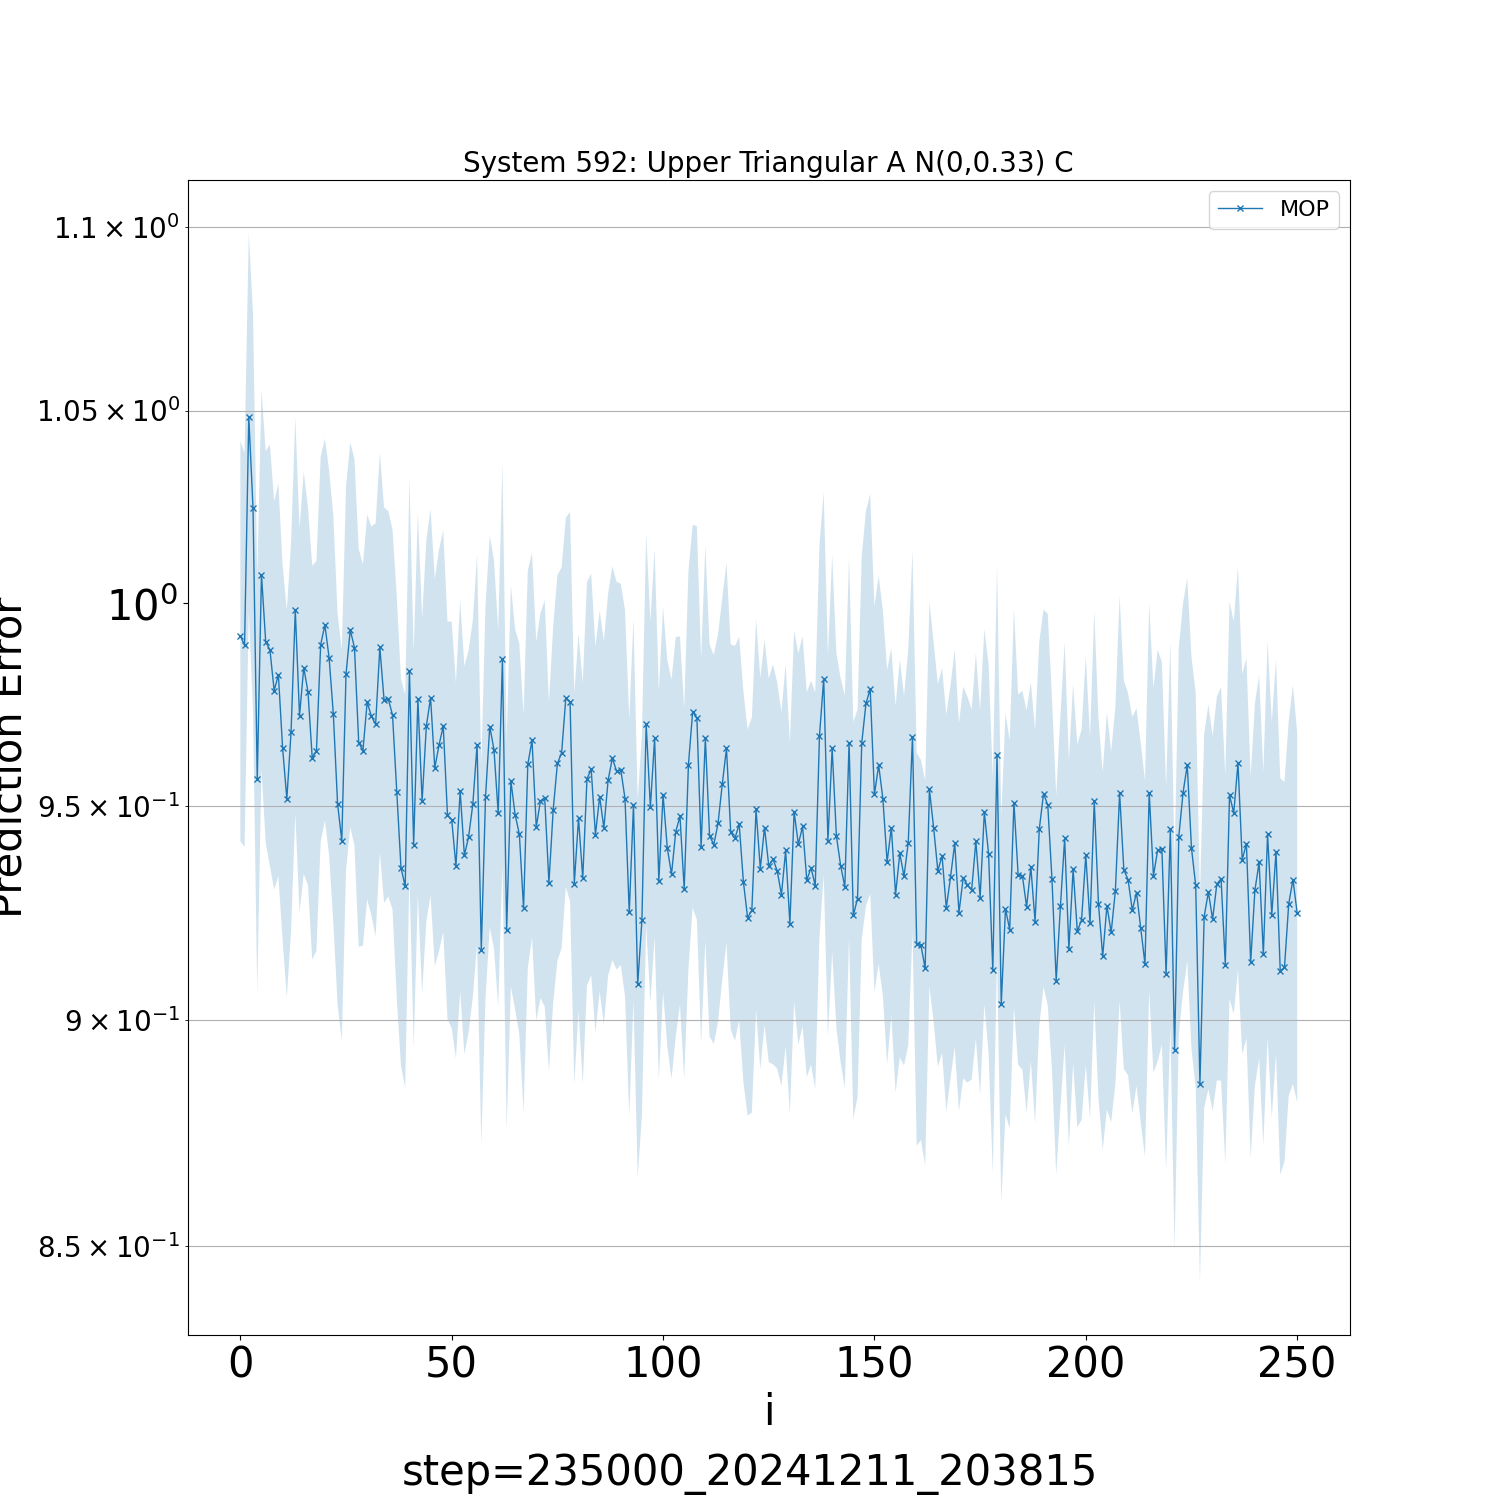 System 592: Upper Triangular A N(0,0.33) C
MOP
1.1 × 10⁰
1.05 × 10⁰
10⁰
9.5 × 10⁻¹
9 × 10⁻¹
8.5 × 10⁻¹
Prediction Error
0 50 100 150 200 250
i
step=235000_20241211_203815